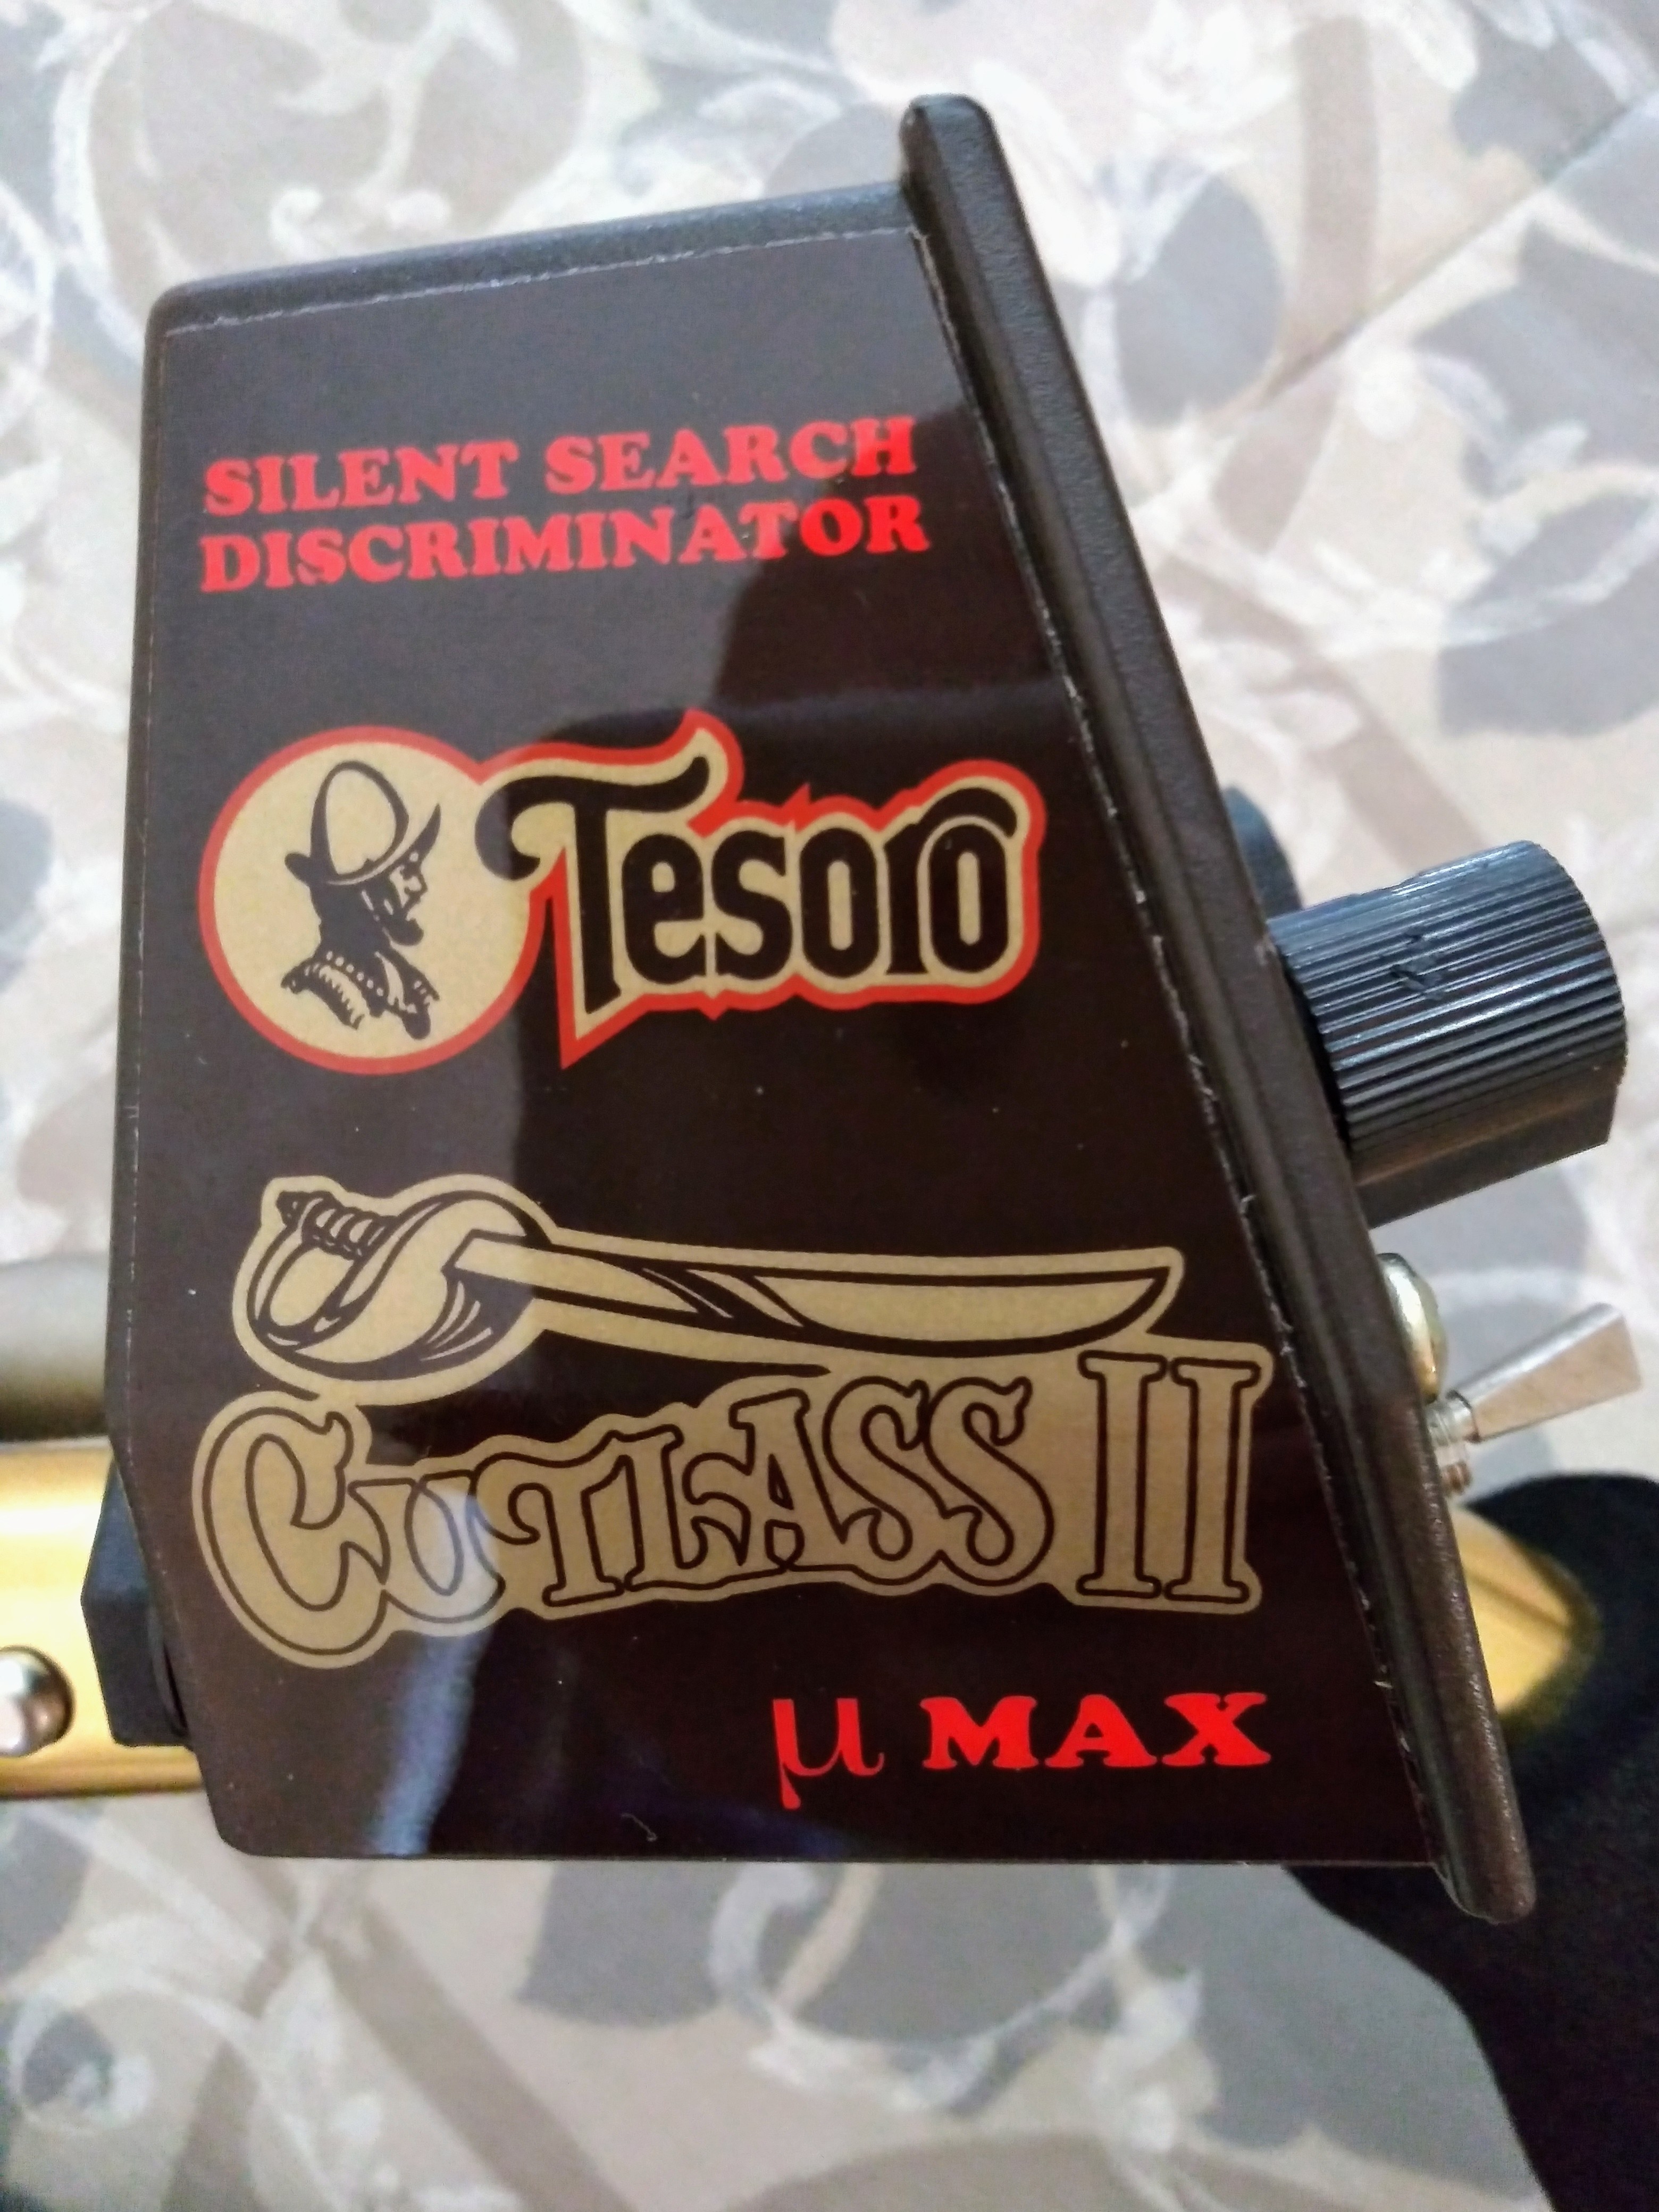 SILENT SEARCH
DISCRIMINATOR
Tesoro
CUTLASS II
µ MAX